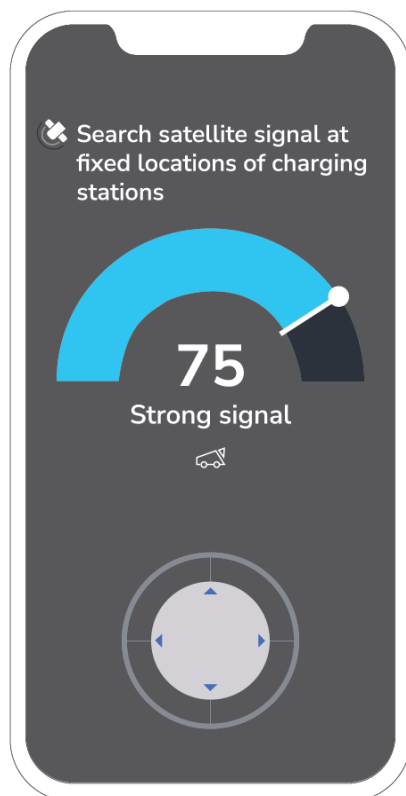 Search satellite signal at
fixed locations of charging
stations
75
Strong signal